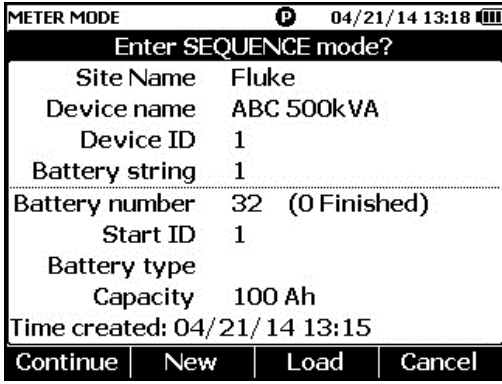 METER MODE P 04/21/14 13:18
Enter SEQUENCE mode?
Site Name Fluke
Device name ABC 500kVA
Device ID 1
Battery string 1
Battery number 32 (0 Finished)
Start ID 1
Battery type
Capacity 100 Ah
Time created: 04/21/14 13:15
Continue New Load Cancel